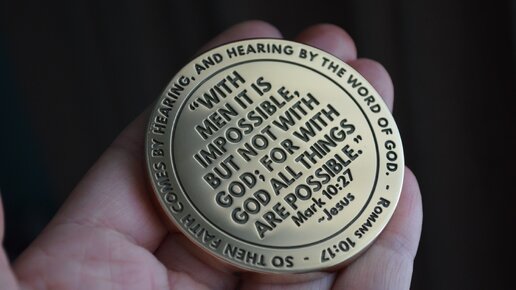 “WITH
MEN IT IS
IMPOSSIBLE,
BUT NOT WITH
GOD; FOR WITH
GOD ALL THINGS
ARE POSSIBLE.”
Mark 10:27
~Jesus
SO THEN FAITH COMES BY HEARING, AND HEARING BY THE WORD OF GOD. - ROMANS 10:17 -